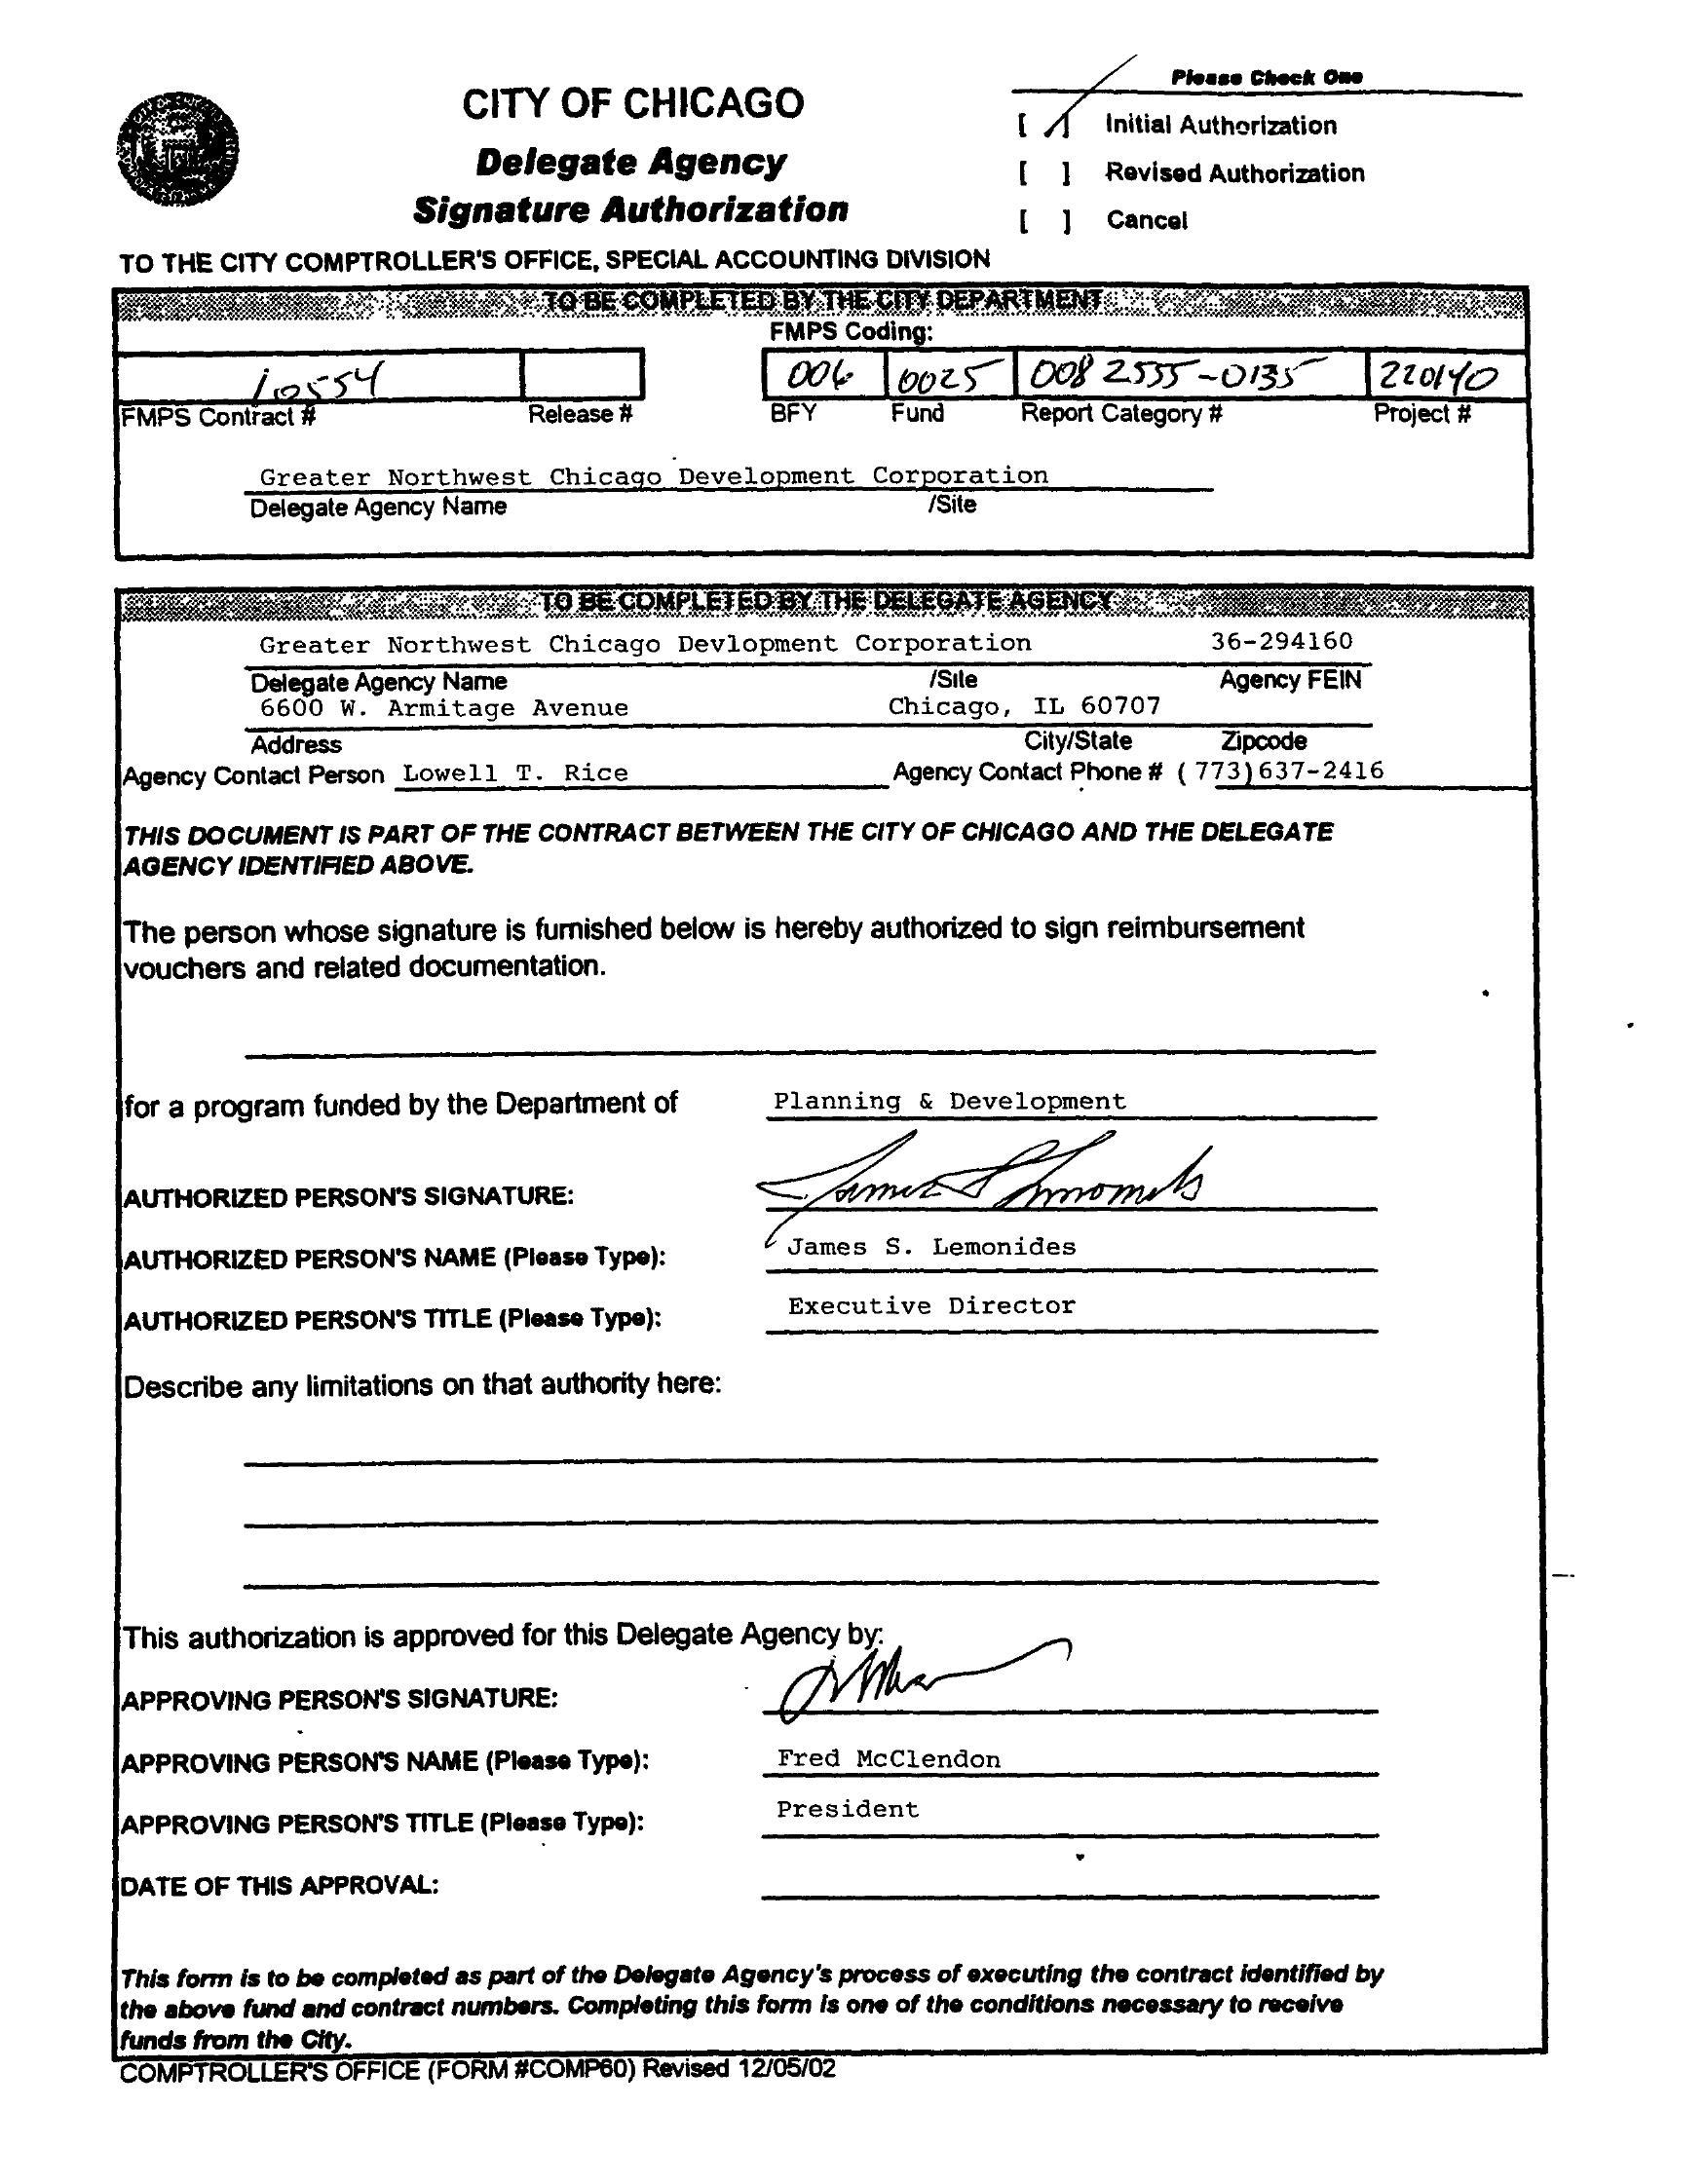 Please Check One
CITY OF CHICAGO
Delegate Agency
Signature Authorization
[ / ] Initial Authorization
[ ] Revised Authorization
[ ] Cancel
TO THE CITY COMPTROLLER'S OFFICE, SPECIAL ACCOUNTING DIVISION
TO BE COMPLETED BY THE CITY DEPARTMENT
FMPS Coding:
10554 006 0025 008 2555-0135 220140
FMPS Contract # Release # BFY Fund Report Category # Project #
Greater Northwest Chicago Development Corporation
Delegate Agency Name /Site
TO BE COMPLETED BY THE DELEGATE AGENCY
Greater Northwest Chicago Devlopment Corporation 36-294160
Delegate Agency Name /Site Agency FEIN
6600 W. Armitage Avenue Chicago, IL 60707
Address City/State Zipcode
Agency Contact Person Lowell T. Rice Agency Contact Phone # (773)637-2416
THIS DOCUMENT IS PART OF THE CONTRACT BETWEEN THE CITY OF CHICAGO AND THE DELEGATE
AGENCY IDENTIFIED ABOVE.
The person whose signature is furnished below is hereby authorized to sign reimbursement
vouchers and related documentation.
for a program funded by the Department of Planning & Development
AUTHORIZED PERSON'S SIGNATURE:
AUTHORIZED PERSON'S NAME (Please Type): James S. Lemonides
AUTHORIZED PERSON'S TITLE (Please Type): Executive Director
Describe any limitations on that authority here:
This authorization is approved for this Delegate Agency by:
APPROVING PERSON'S SIGNATURE:
APPROVING PERSON'S NAME (Please Type): Fred McClendon
APPROVING PERSON'S TITLE (Please Type): President
DATE OF THIS APPROVAL:
This form is to be completed as part of the Delegate Agency's process of executing the contract identified by
the above fund and contract numbers. Completing this form is one of the conditions necessary to receive
funds from the City.
COMPTROLLER'S OFFICE (FORM #COMP60) Revised 12/05/02